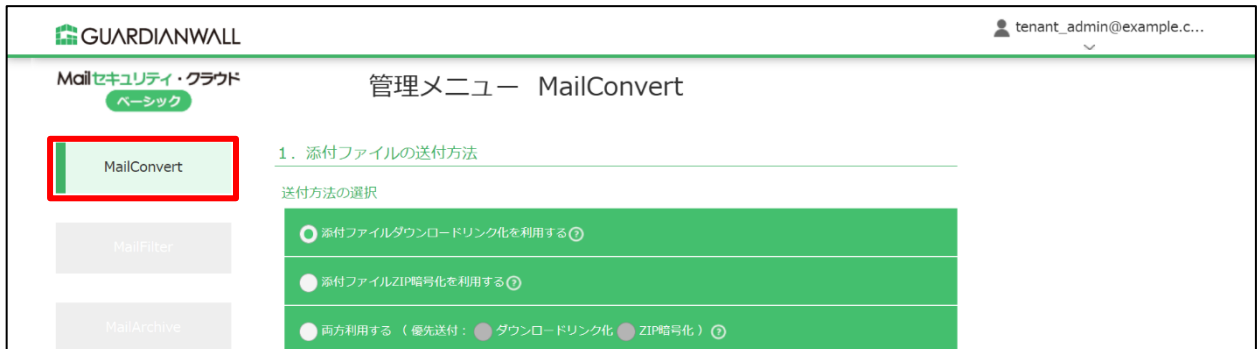 GUARDIANWALL
tenant_admin@example.c...
Mailセキュリティ・クラウド
ベーシック
管理メニュー MailConvert
MailConvert
MailFilter
MailArchive
1. 添付ファイルの送付方法
送付方法の選択
添付ファイルダウンロードリンク化を利用する?
添付ファイルZIP暗号化を利用する?
両方利用する ( 優先送付: ダウンロードリンク化 ZIP暗号化 ) ?